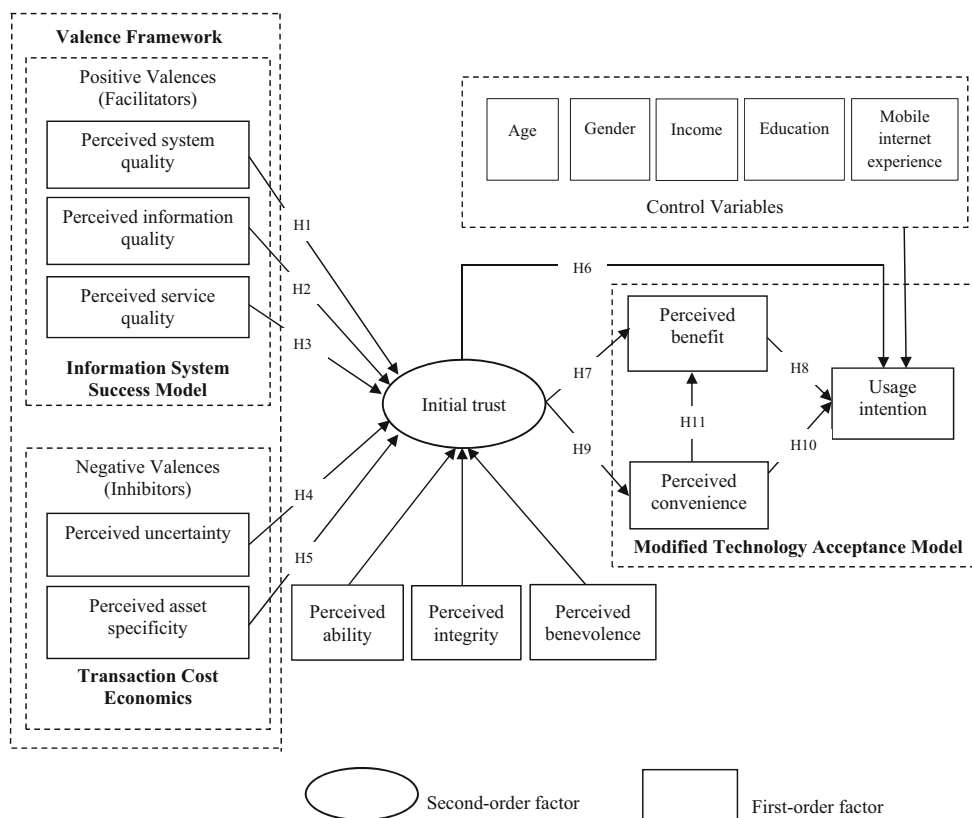 Valence Framework
Positive Valences
(Facilitators)
Perceived system
quality
Perceived information
quality
Perceived service
quality
Information System
Success Model
Negative Valences
(Inhibitors)
Perceived uncertainty
Perceived asset
specificity
Transaction Cost
Economics
H1
H2
H3
H4
H5
Initial trust
Perceived
ability
Perceived
integrity
Perceived
benevolence
Age
Gender
Income
Education
Mobile
internet
experience
Control Variables
H6
H7
H9
Perceived
benefit
H11
Perceived
convenience
H8
H10
Usage
intention
Modified Technology Acceptance Model
Second-order factor
First-order factor